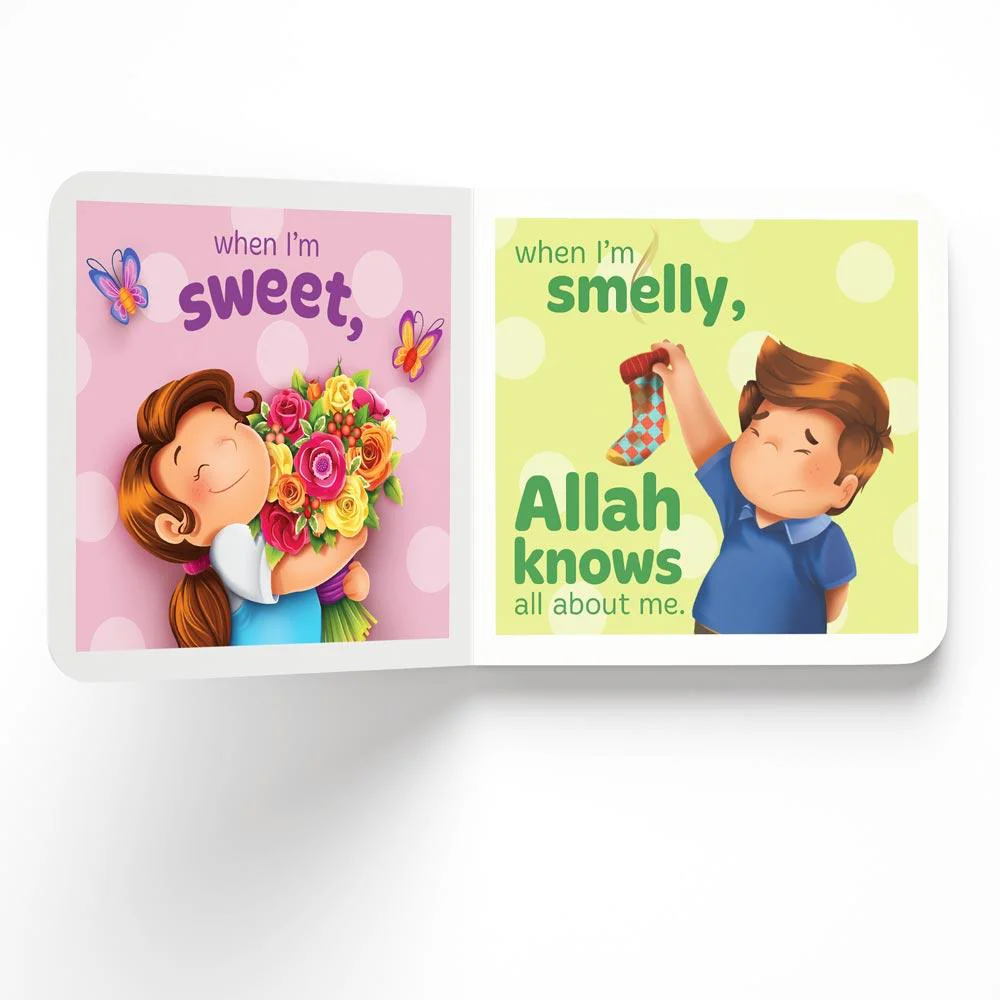 when I'm
sweet,
when I'm
smelly,
Allah
knows
all about me.